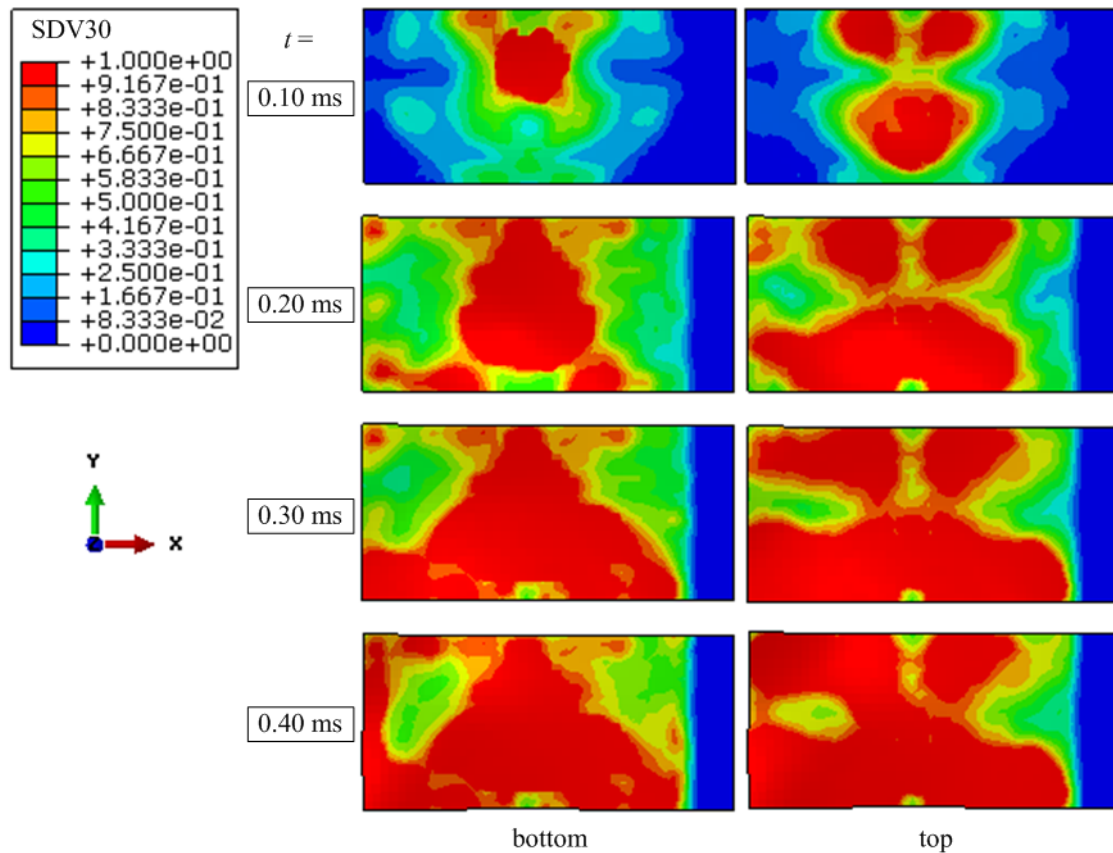 SDV30
+1.000e+00
+9.167e-01
+8.333e-01
+7.500e-01
+6.667e-01
+5.833e-01
+5.000e-01
+4.167e-01
+3.333e-01
+2.500e-01
+1.667e-01
+8.333e-02
+0.000e+00
t =
0.10 ms
0.20 ms
0.30 ms
0.40 ms
Y
Z
X
bottom
top